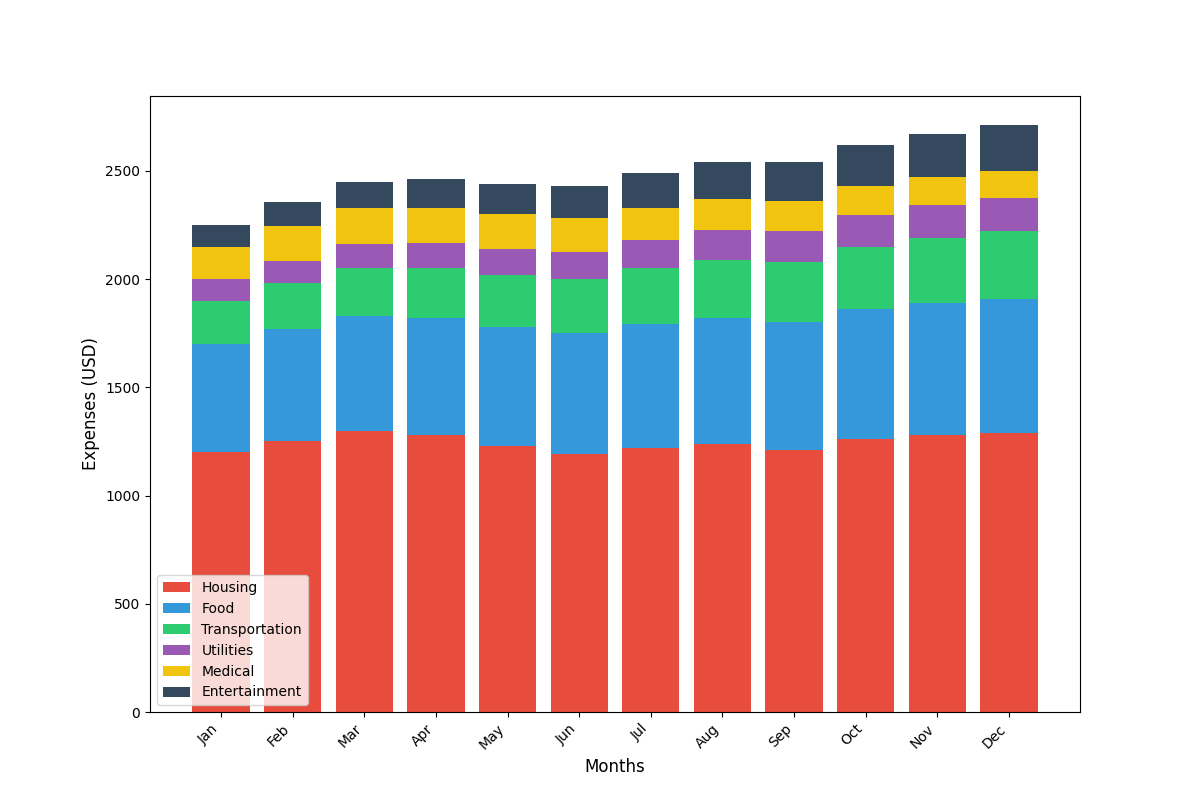 Expenses (USD)
2500
2000
1500
1000
500
0
Housing
Food
Transportation
Utilities
Medical
Entertainment
Jan
Feb
Mar
Apr
May
Jun
Jul
Aug
Sep
Oct
Nov
Dec
Months